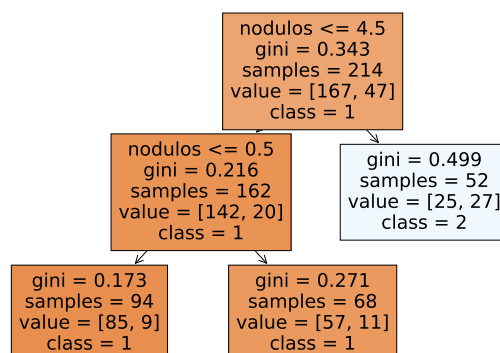 nodulos <= 4.5
gini = 0.343
samples = 214
value = [167, 47]
class = 1
nodulos <= 0.5
gini = 0.216
samples = 162
value = [142, 20]
class = 1
gini = 0.499
samples = 52
value = [25, 27]
class = 2
gini = 0.173
samples = 94
value = [85, 9]
class = 1
gini = 0.271
samples = 68
value = [57, 11]
class = 1